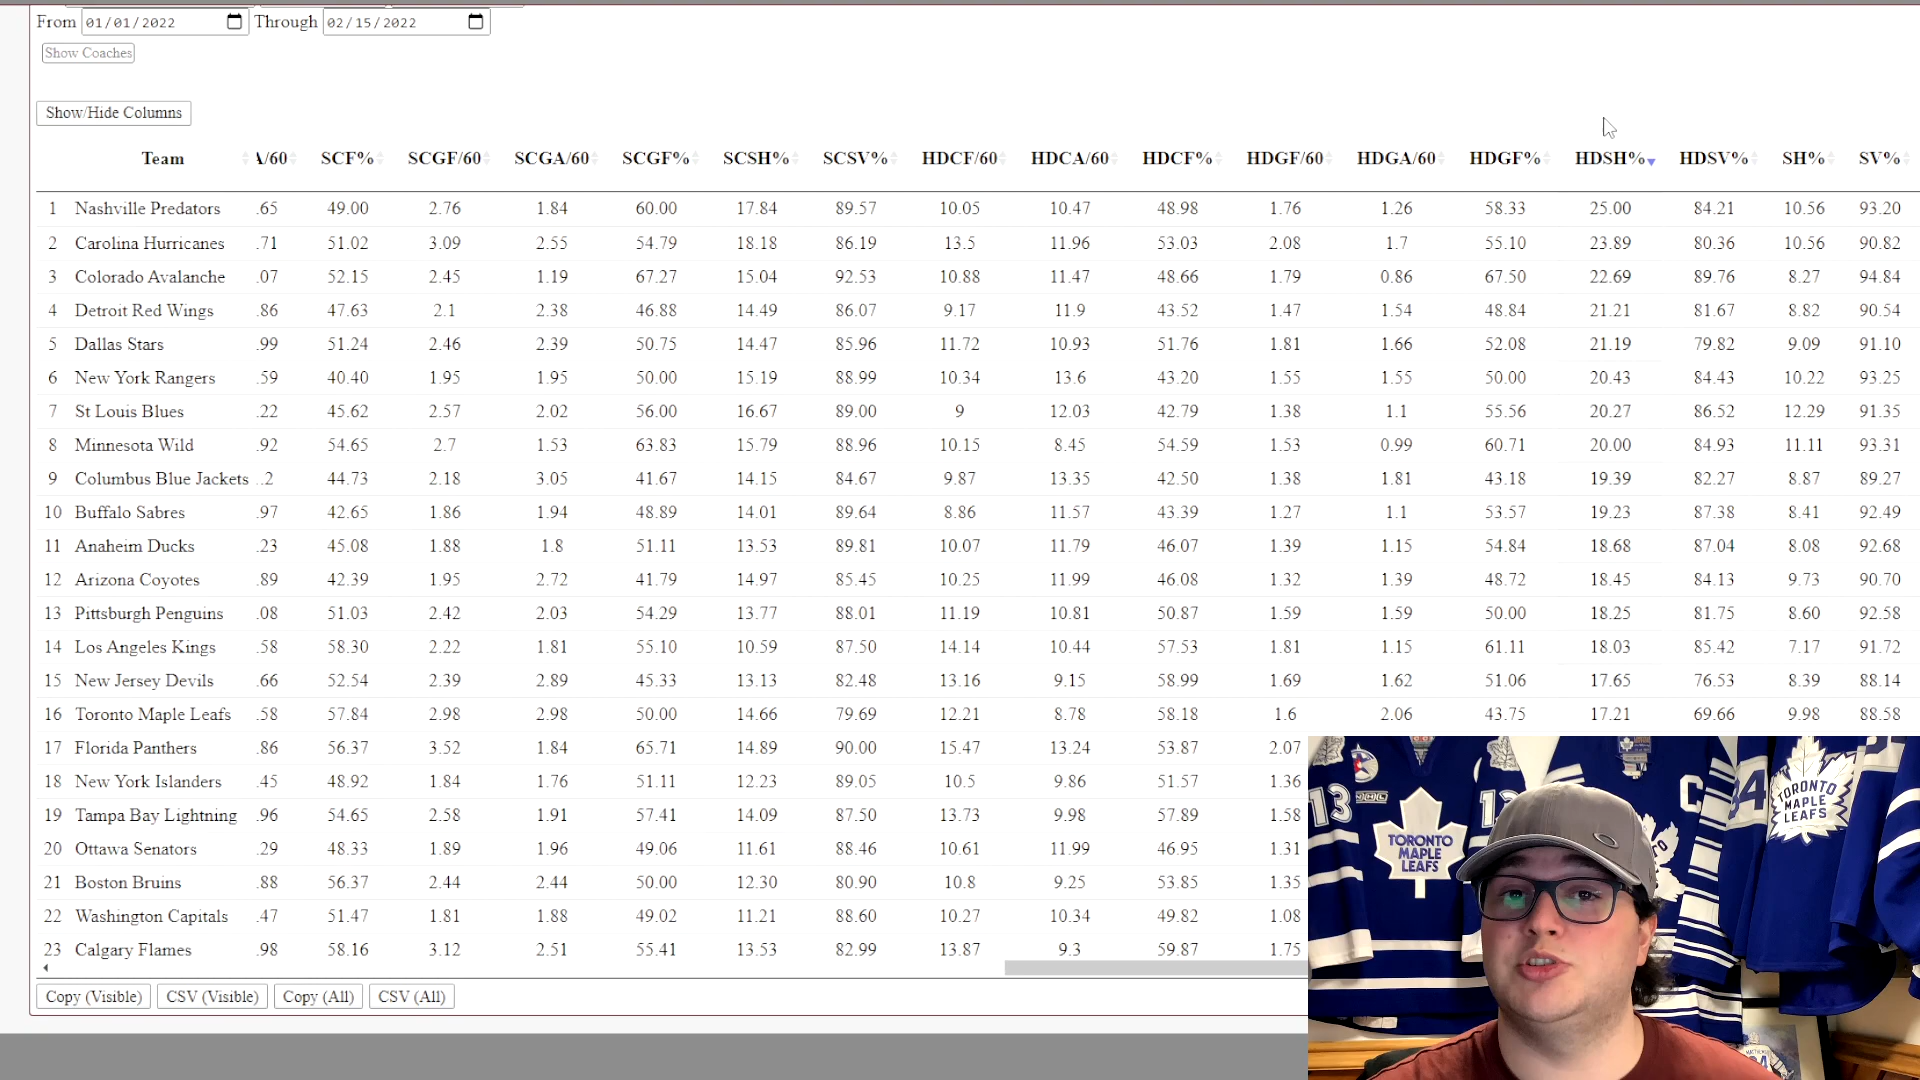 From 01/01/2022 Through 02/15/2022
Show Coaches
Show/Hide Columns
Team /60 SCF% SCGF/60 SCGA/60 SCGF% SCSH% SCSV% HDCF/60 HDCA/60 HDCF% HDGF/60 HDGA/60 HDGF% HDSH% HDSV% SH% SV%
1 Nashville Predators .65 49.00 2.76 1.84 60.00 17.84 89.57 10.05 10.47 48.98 1.76 1.26 58.33 25.00 84.21 10.56 93.20
2 Carolina Hurricanes .71 51.02 3.09 2.55 54.79 18.18 86.19 13.5 11.96 53.03 2.08 1.7 55.10 23.89 80.36 10.56 90.82
3 Colorado Avalanche .07 52.15 2.45 1.19 67.27 15.04 92.53 10.88 11.47 48.66 1.79 0.86 67.50 22.69 89.76 8.27 94.84
4 Detroit Red Wings .86 47.63 2.1 2.38 46.88 14.49 86.07 9.17 11.9 43.52 1.47 1.54 48.84 21.21 81.67 8.82 90.54
5 Dallas Stars .99 51.24 2.46 2.39 50.75 14.47 85.96 11.72 10.93 51.76 1.81 1.66 52.08 21.19 79.82 9.09 91.10
6 New York Rangers .59 40.40 1.95 1.95 50.00 15.19 88.99 10.34 13.6 43.20 1.55 1.55 50.00 20.43 84.43 10.22 93.25
7 St Louis Blues .22 45.62 2.57 2.02 56.00 16.67 89.00 9 12.03 42.79 1.38 1.1 55.56 20.27 86.52 12.29 91.35
8 Minnesota Wild .92 54.65 2.7 1.53 63.83 15.79 88.96 10.15 8.45 54.59 1.53 0.99 60.71 20.00 84.93 11.11 93.31
9 Columbus Blue Jackets .2 44.73 2.18 3.05 41.67 14.15 84.67 9.87 13.35 42.50 1.38 1.81 43.18 19.39 82.27 8.87 89.27
10 Buffalo Sabres .97 42.65 1.86 1.94 48.89 14.01 89.64 8.86 11.57 43.39 1.27 1.1 53.57 19.23 87.38 8.41 92.49
11 Anaheim Ducks .23 45.08 1.88 1.8 51.11 13.53 89.81 10.07 11.79 46.07 1.39 1.15 54.84 18.68 87.04 8.08 92.68
12 Arizona Coyotes .89 42.39 1.95 2.72 41.79 14.97 85.45 10.25 11.99 46.08 1.32 1.39 48.72 18.45 84.13 9.73 90.70
13 Pittsburgh Penguins .08 51.03 2.42 2.03 54.29 13.77 88.01 11.19 10.81 50.87 1.59 1.59 50.00 18.25 81.75 8.60 92.58
14 Los Angeles Kings .58 58.30 2.22 1.81 55.10 10.59 87.50 14.14 10.44 57.53 1.81 1.15 61.11 18.03 85.42 7.17 91.72
15 New Jersey Devils .66 52.54 2.39 2.89 45.33 13.13 82.48 13.16 9.15 58.99 1.69 1.62 51.06 17.65 76.53 8.39 88.14
16 Toronto Maple Leafs .58 57.84 2.98 2.98 50.00 14.66 79.69 12.21 8.78 58.18 1.6 2.06 43.75 17.21 69.66 9.98 88.58
17 Florida Panthers .86 56.37 3.52 1.84 65.71 14.89 90.00 15.47 13.24 53.87 2.07
18 New York Islanders .45 48.92 1.84 1.76 51.11 12.23 89.05 10.5 9.86 51.57 1.36
19 Tampa Bay Lightning .96 54.65 2.58 1.91 57.41 14.09 87.50 13.73 9.98 57.89 1.58
20 Ottawa Senators .29 48.33 1.89 1.96 49.06 11.61 88.46 10.61 11.99 46.95 1.31
21 Boston Bruins .88 56.37 2.44 2.44 50.00 12.30 80.90 10.8 9.25 53.85 1.35
22 Washington Capitals .47 51.47 1.81 1.88 49.02 11.21 88.60 10.27 10.34 49.82 1.08
23 Calgary Flames .98 58.16 3.12 2.51 55.41 13.53 82.99 13.87 9.3 59.87 1.75
Copy (Visible) CSV (Visible) Copy (All) CSV (All)
13
TORONTO
MAPLE
LEAFS
C
TORONTO
MAPLE
LEAFS